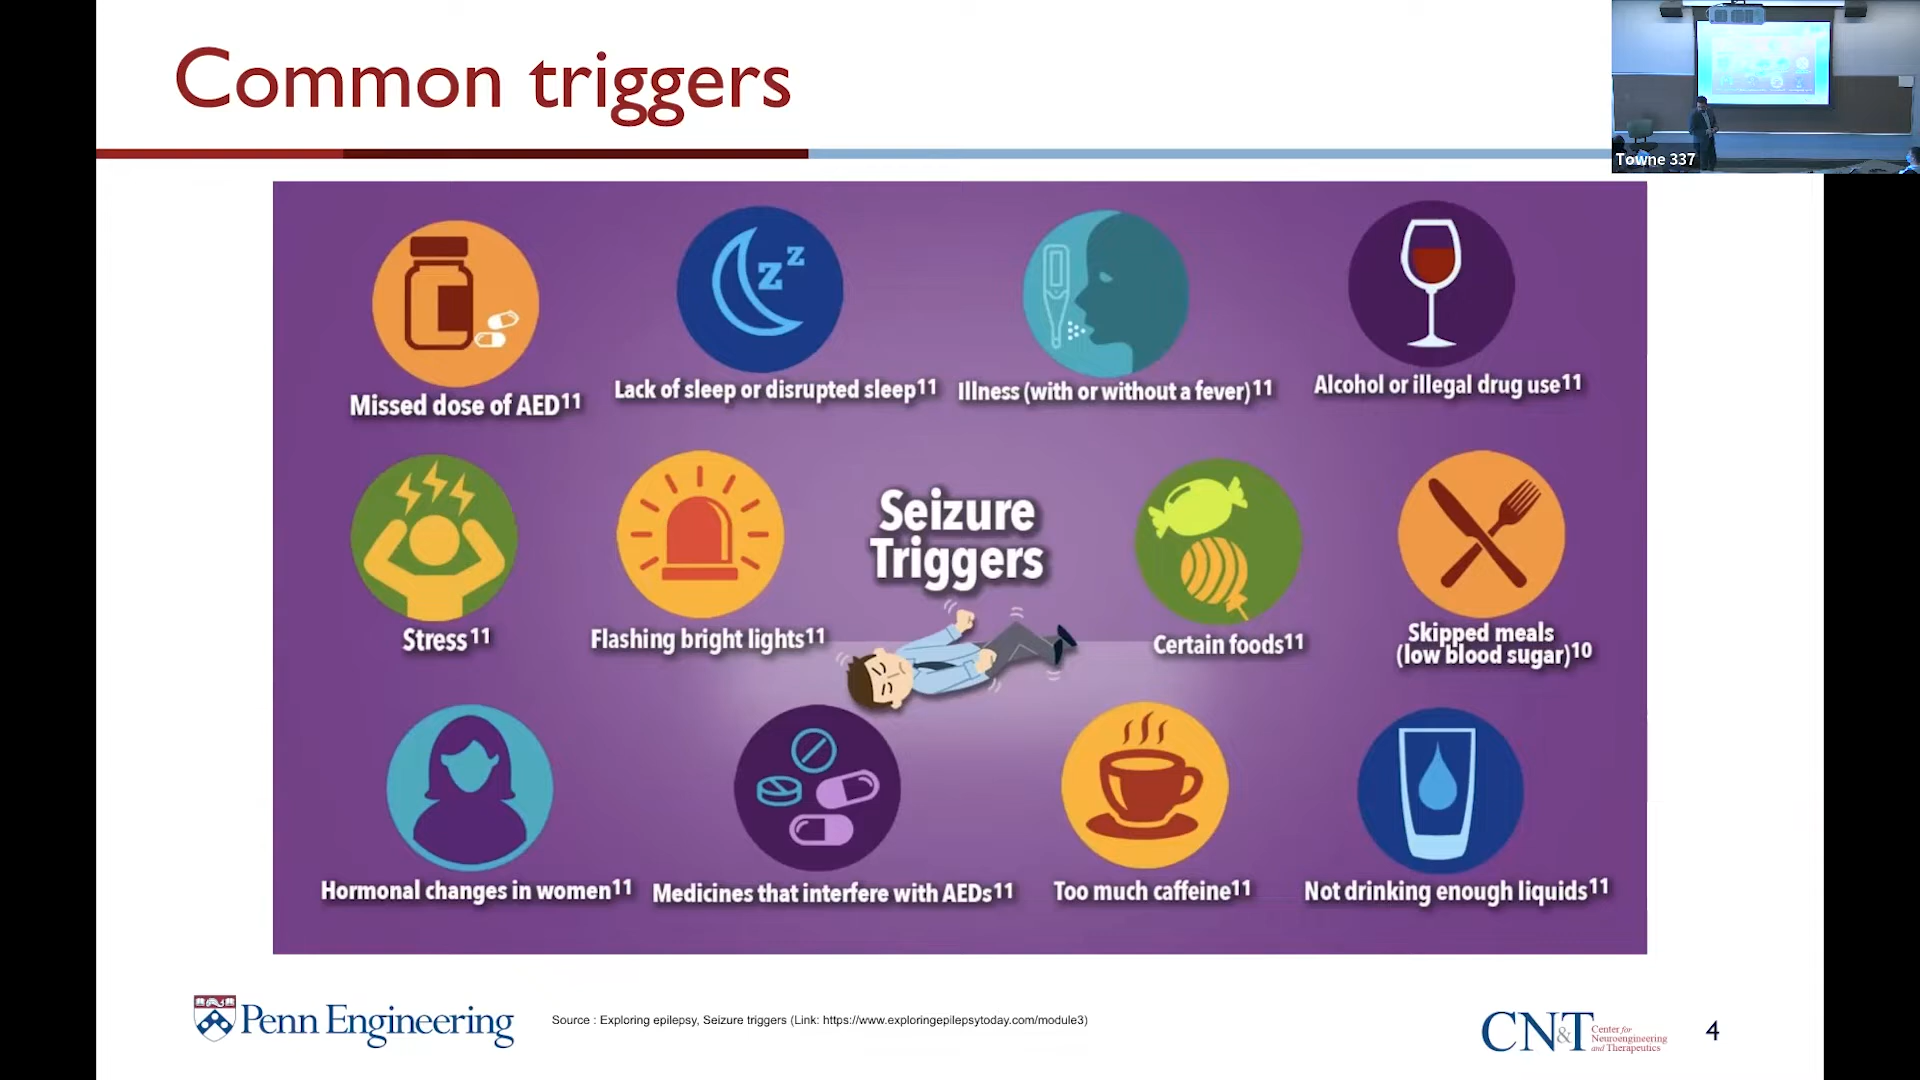 Common triggers
Towne 337
z z
Missed dose of AED11
Lack of sleep or disrupted sleep11
Illness (with or without a fever)11
Alcohol or illegal drug use11
Seizure
Triggers
Stress11
Flashing bright lights11
Certain foods11
Skipped meals
(low blood sugar)10
Hormonal changes in women11
Medicines that interfere with AEDs11
Too much caffeine11
Not drinking enough liquids11
Penn Engineering
Source : Exploring epilepsy, Seizure triggers (Link: https://www.exploringepilepsytoday.com/module3)
CN&T
Center for
Neuroengineering
and Therapeutics
4